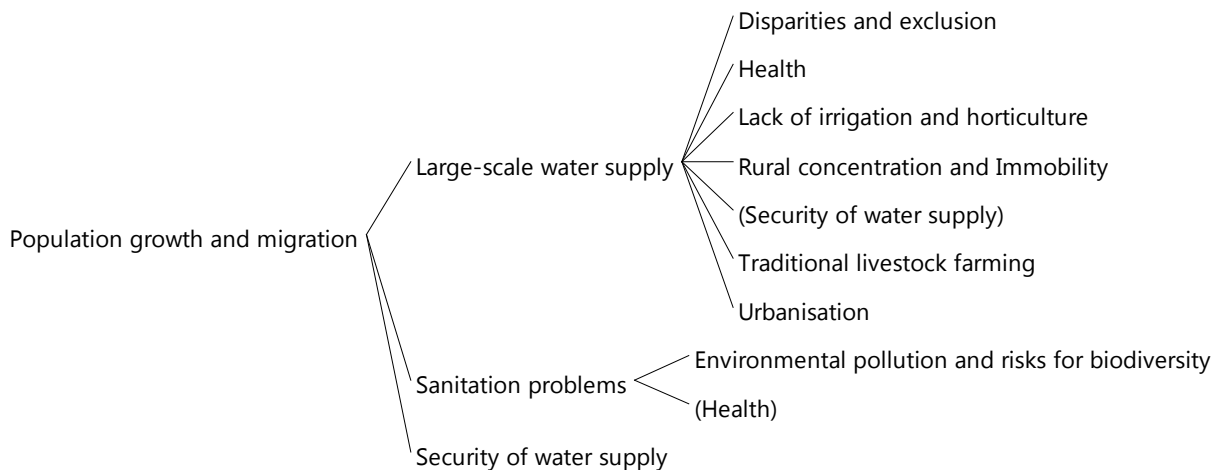 Disparities and exclusion
Health
Lack of irrigation and horticulture
Large-scale water supply
Rural concentration and Immobility
(Security of water supply)
Population growth and migration
Traditional livestock farming
Urbanisation
Environmental pollution and risks for biodiversity
Sanitation problems
(Health)
Security of water supply